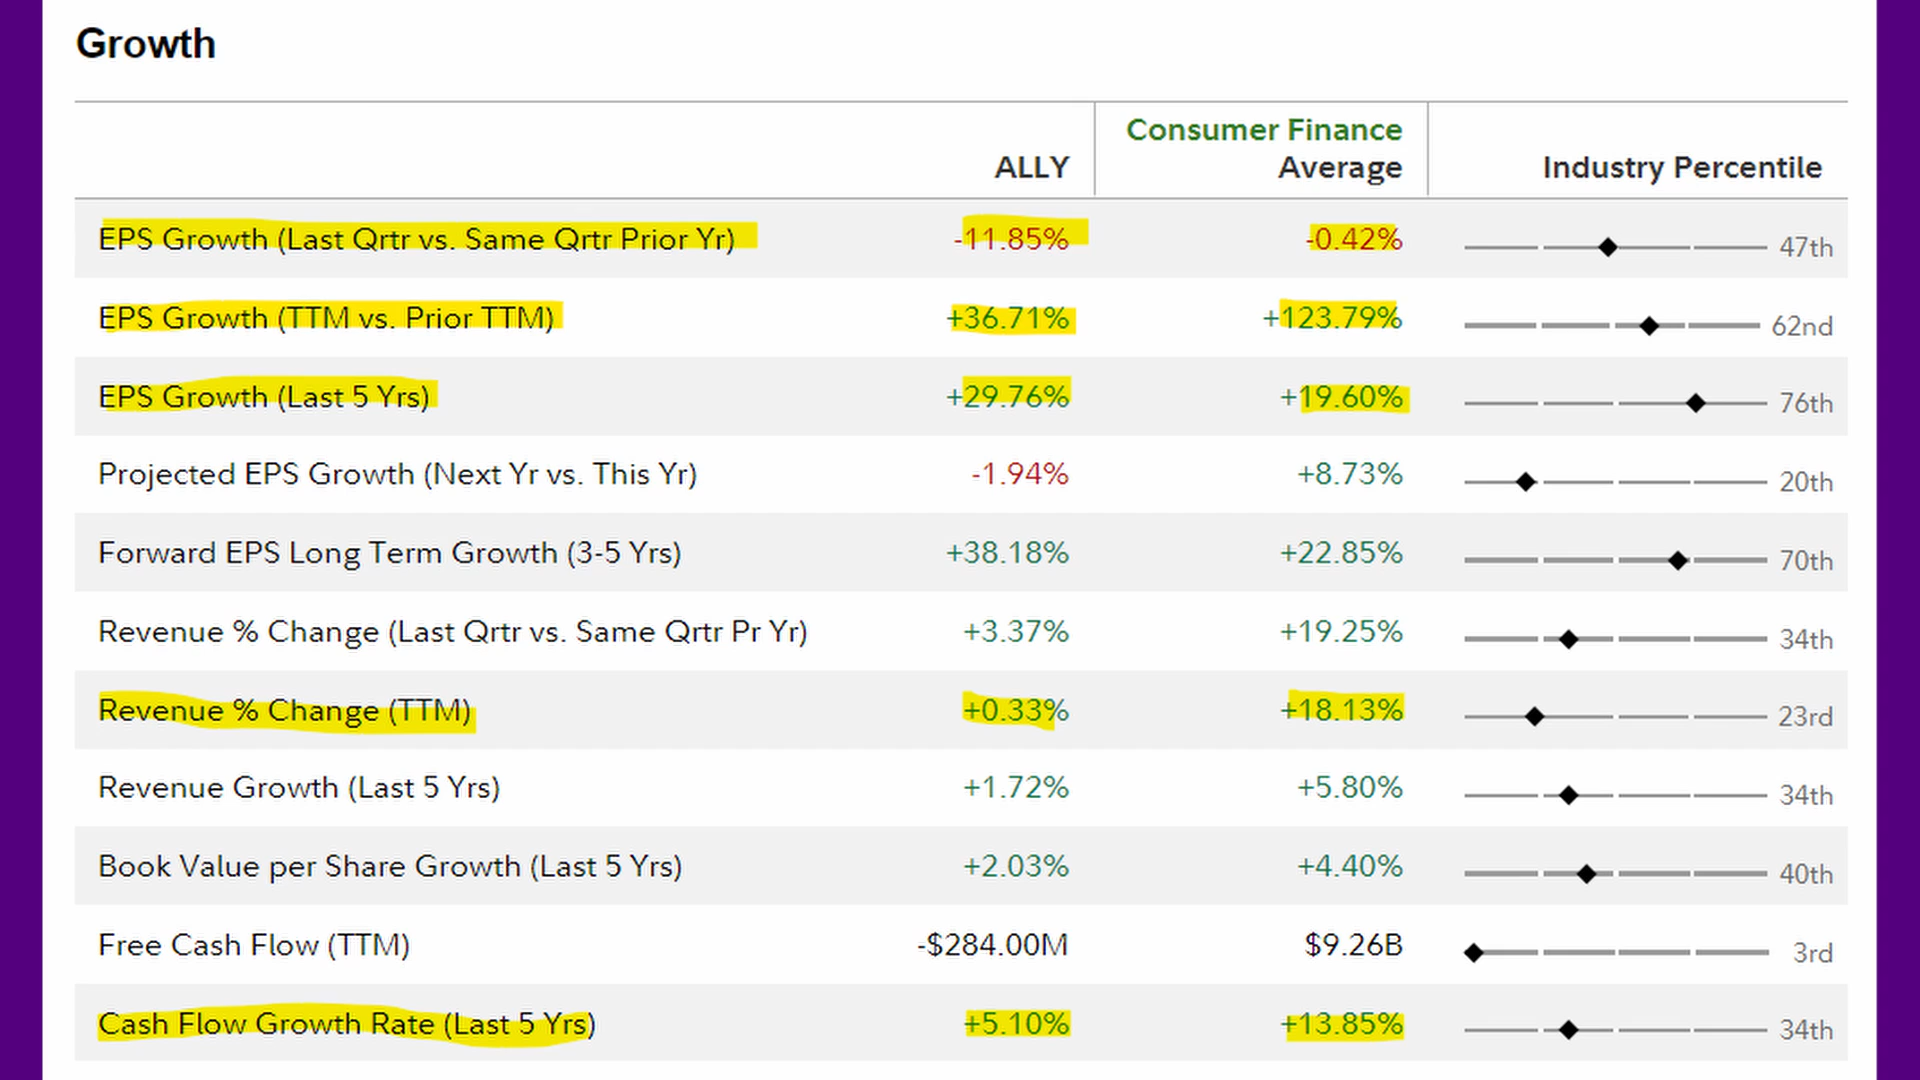 Growth
Consumer Finance
ALLY Average Industry Percentile
EPS Growth (Last Qrtr vs. Same Qrtr Prior Yr) -11.85% -0.42% 47th
EPS Growth (TTM vs. Prior TTM) +36.71% +123.79% 62nd
EPS Growth (Last 5 Yrs) +29.76% +19.60% 76th
Projected EPS Growth (Next Yr vs. This Yr) -1.94% +8.73% 20th
Forward EPS Long Term Growth (3-5 Yrs) +38.18% +22.85% 70th
Revenue % Change (Last Qrtr vs. Same Qrtr Pr Yr) +3.37% +19.25% 34th
Revenue % Change (TTM) +0.33% +18.13% 23rd
Revenue Growth (Last 5 Yrs) +1.72% +5.80% 34th
Book Value per Share Growth (Last 5 Yrs) +2.03% +4.40% 40th
Free Cash Flow (TTM) -$284.00M $9.26B 3rd
Cash Flow Growth Rate (Last 5 Yrs) +5.10% +13.85% 34th